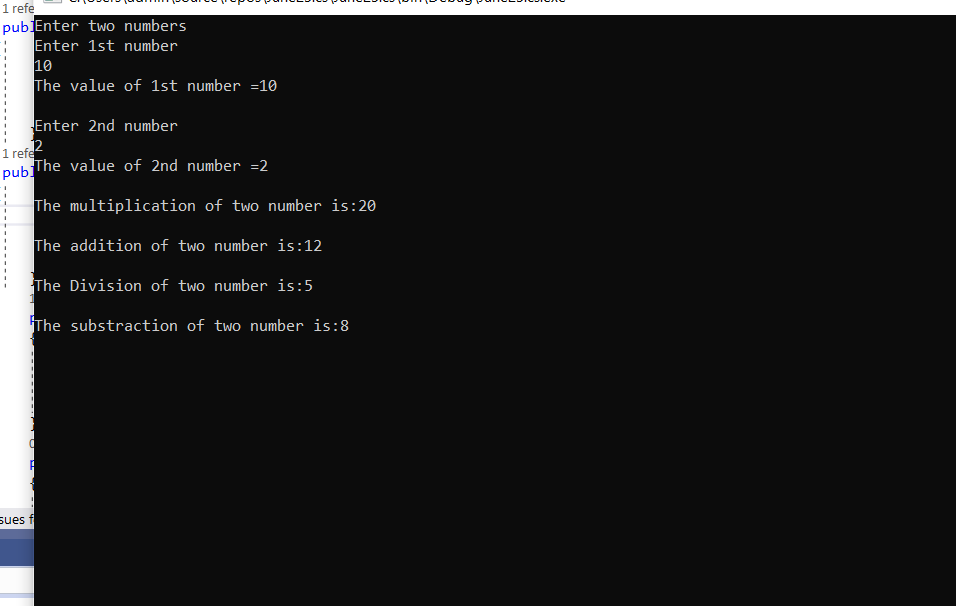 1 refe
publ
Enter two numbers
Enter 1st number
10
The value of 1st number =10
Enter 2nd number
2
1 refe
The value of 2nd number =2
publ
The multiplication of two number is:20
The addition of two number is:12
The Division of two number is:5
The substraction of two number is:8
sues f